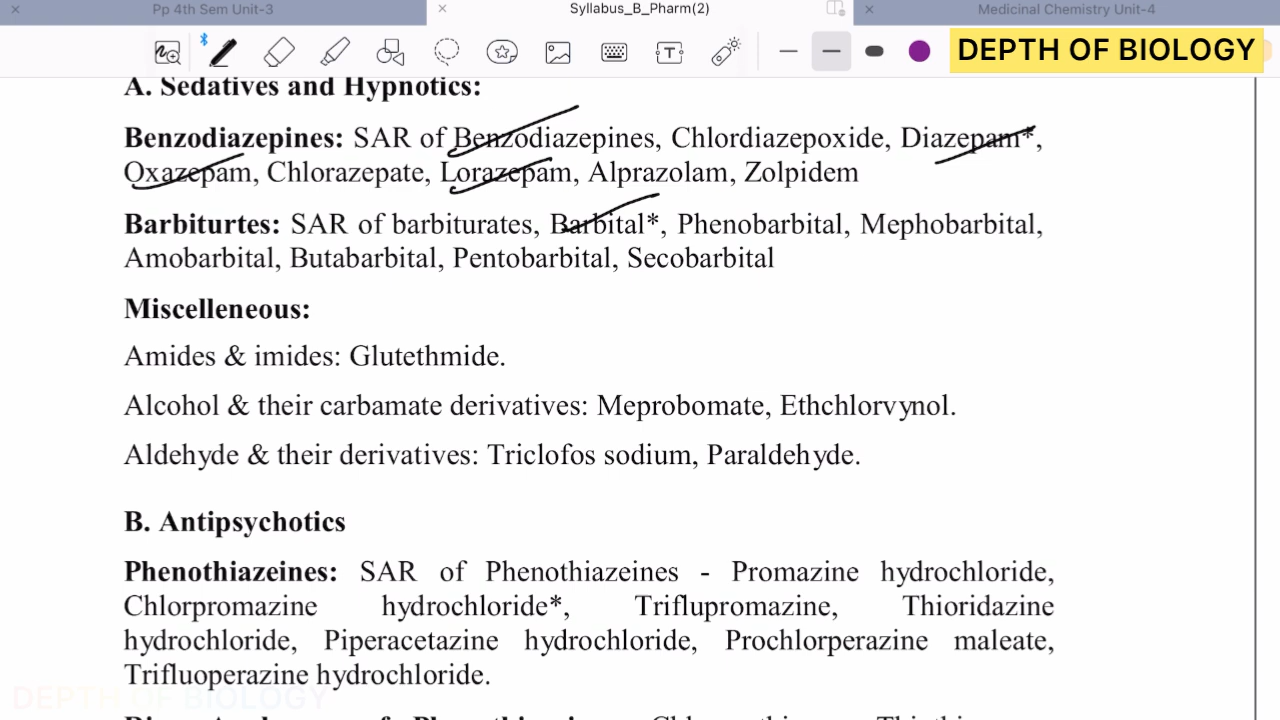 Pp 4th Sem Unit-3
Syllabus_B_Pharm(2)
Medicinal Chemistry Unit-4
DEPTH OF BIOLOGY
A. Sedatives and Hypnotics:
Benzodiazepines: SAR of Benzodiazepines, Chlordiazepoxide, Diazepam*,
Oxazepam, Chlorazepate, Lorazepam, Alprazolam, Zolpidem
Barbiturtes: SAR of barbiturates, Barbital*, Phenobarbital, Mephobarbital,
Amobarbital, Butabarbital, Pentobarbital, Secobarbital
Miscelleneous:
Amides & imides: Glutethmide.
Alcohol & their carbamate derivatives: Meprobomate, Ethchlorvynol.
Aldehyde & their derivatives: Triclofos sodium, Paraldehyde.
B. Antipsychotics
Phenothiazeines: SAR of Phenothiazeines - Promazine hydrochloride,
Chlorpromazine hydrochloride*, Triflupromazine, Thioridazine
hydrochloride, Piperacetazine hydrochloride, Prochlorperazine maleate,
Trifluoperazine hydrochloride.
DEPTH OF BIOLOGY